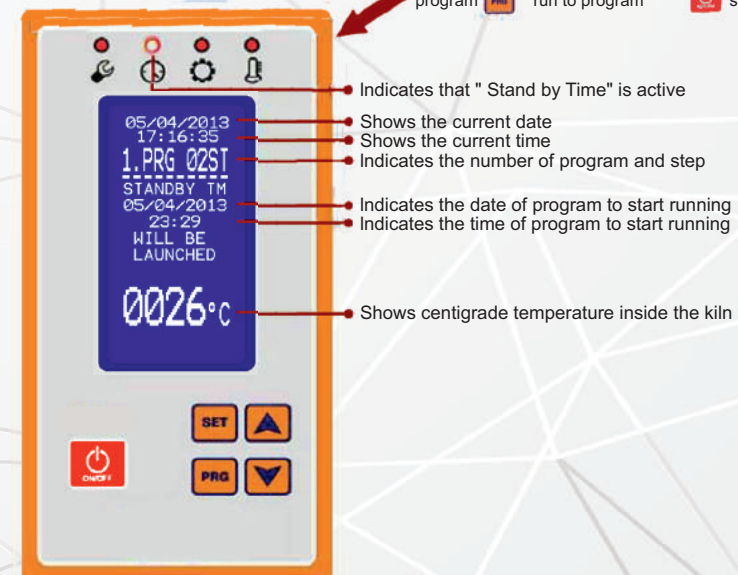 program PRG run to program ON/OFF s
Indicates that " Stand by Time" is active
05/04/2013
Shows the current date
17:16:35
Shows the current time
1.PRG 02ST
Indicates the number of program and step
STANDBY TM
05/04/2013
Indicates the date of program to start running
23:29
Indicates the time of program to start running
WILL BE
LAUNCHED
0026°C
Shows centigrade temperature inside the kiln
SET
ON/OFF
PRG